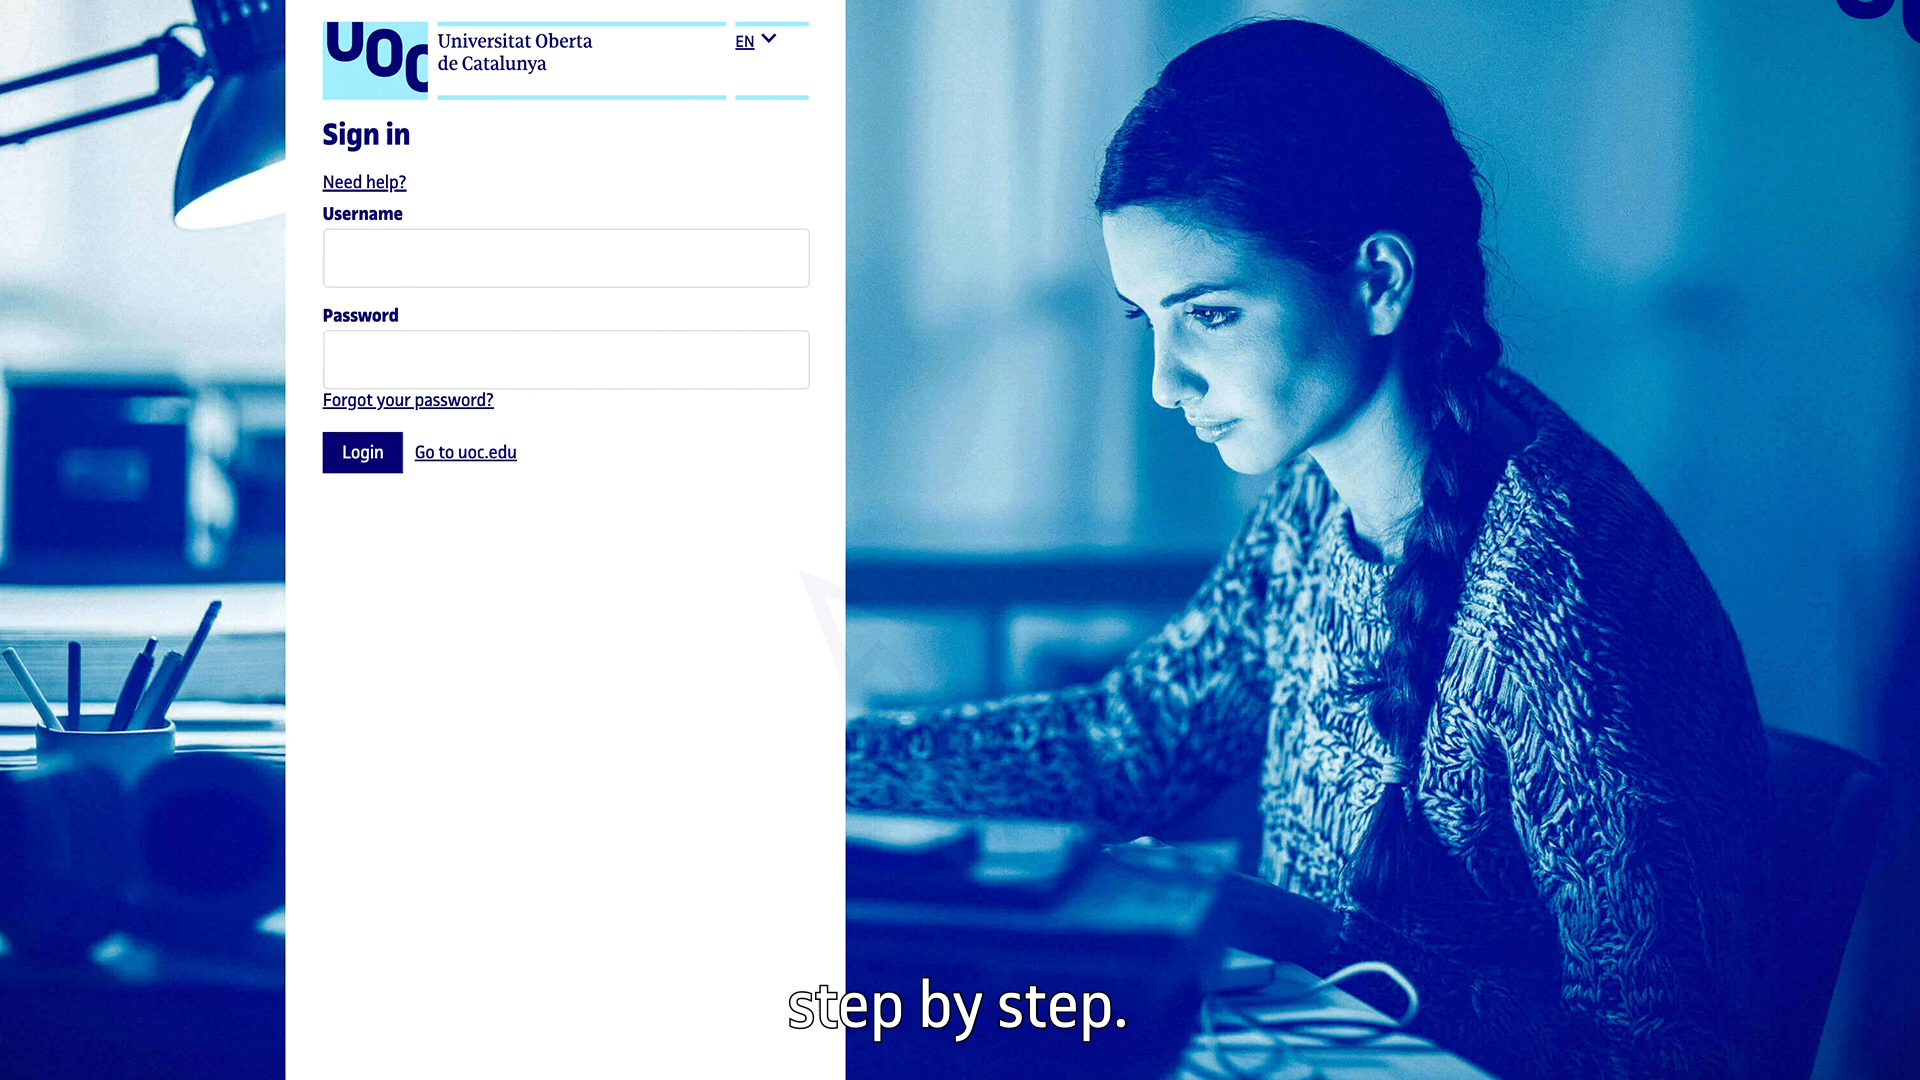 UOC
Universitat Oberta
de Catalunya
EN
Sign in
Need help?
Username
Password
Forgot your password?
Login
Go to uoc.edu
step by step.